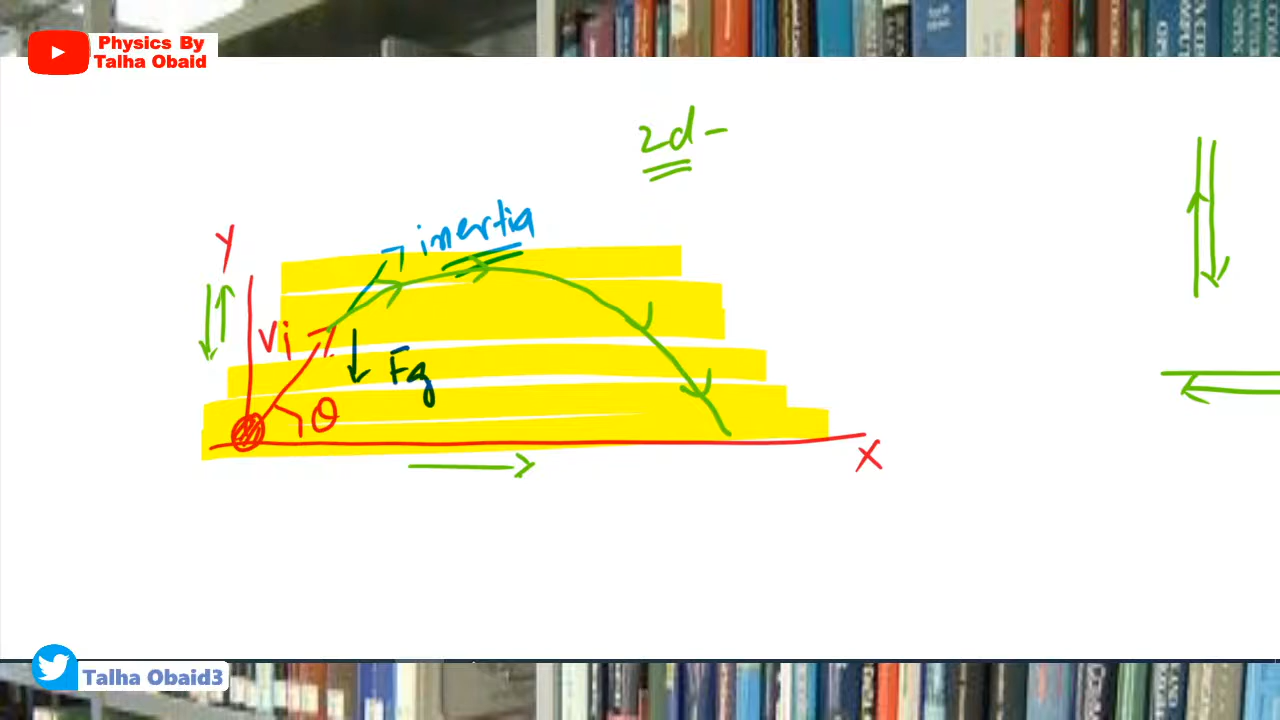 Physics By
Talha Obaid
2d-
y
inertia
Vi
Fg
θ
x
Talha Obaid3